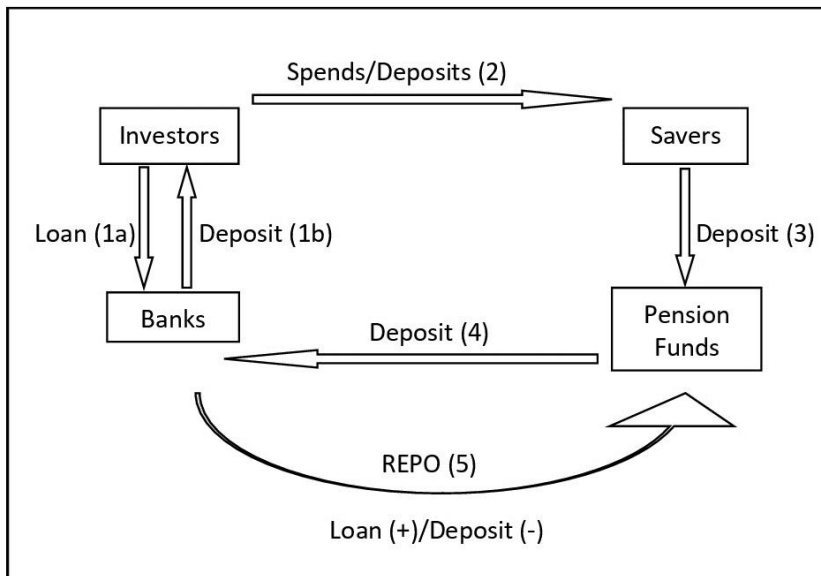 Spends/Deposits (2)
Investors
Savers
Loan (1a)
Deposit (1b)
Deposit (3)
Banks
Deposit (4)
Pension
Funds
REPO (5)
Loan (+)/Deposit (-)